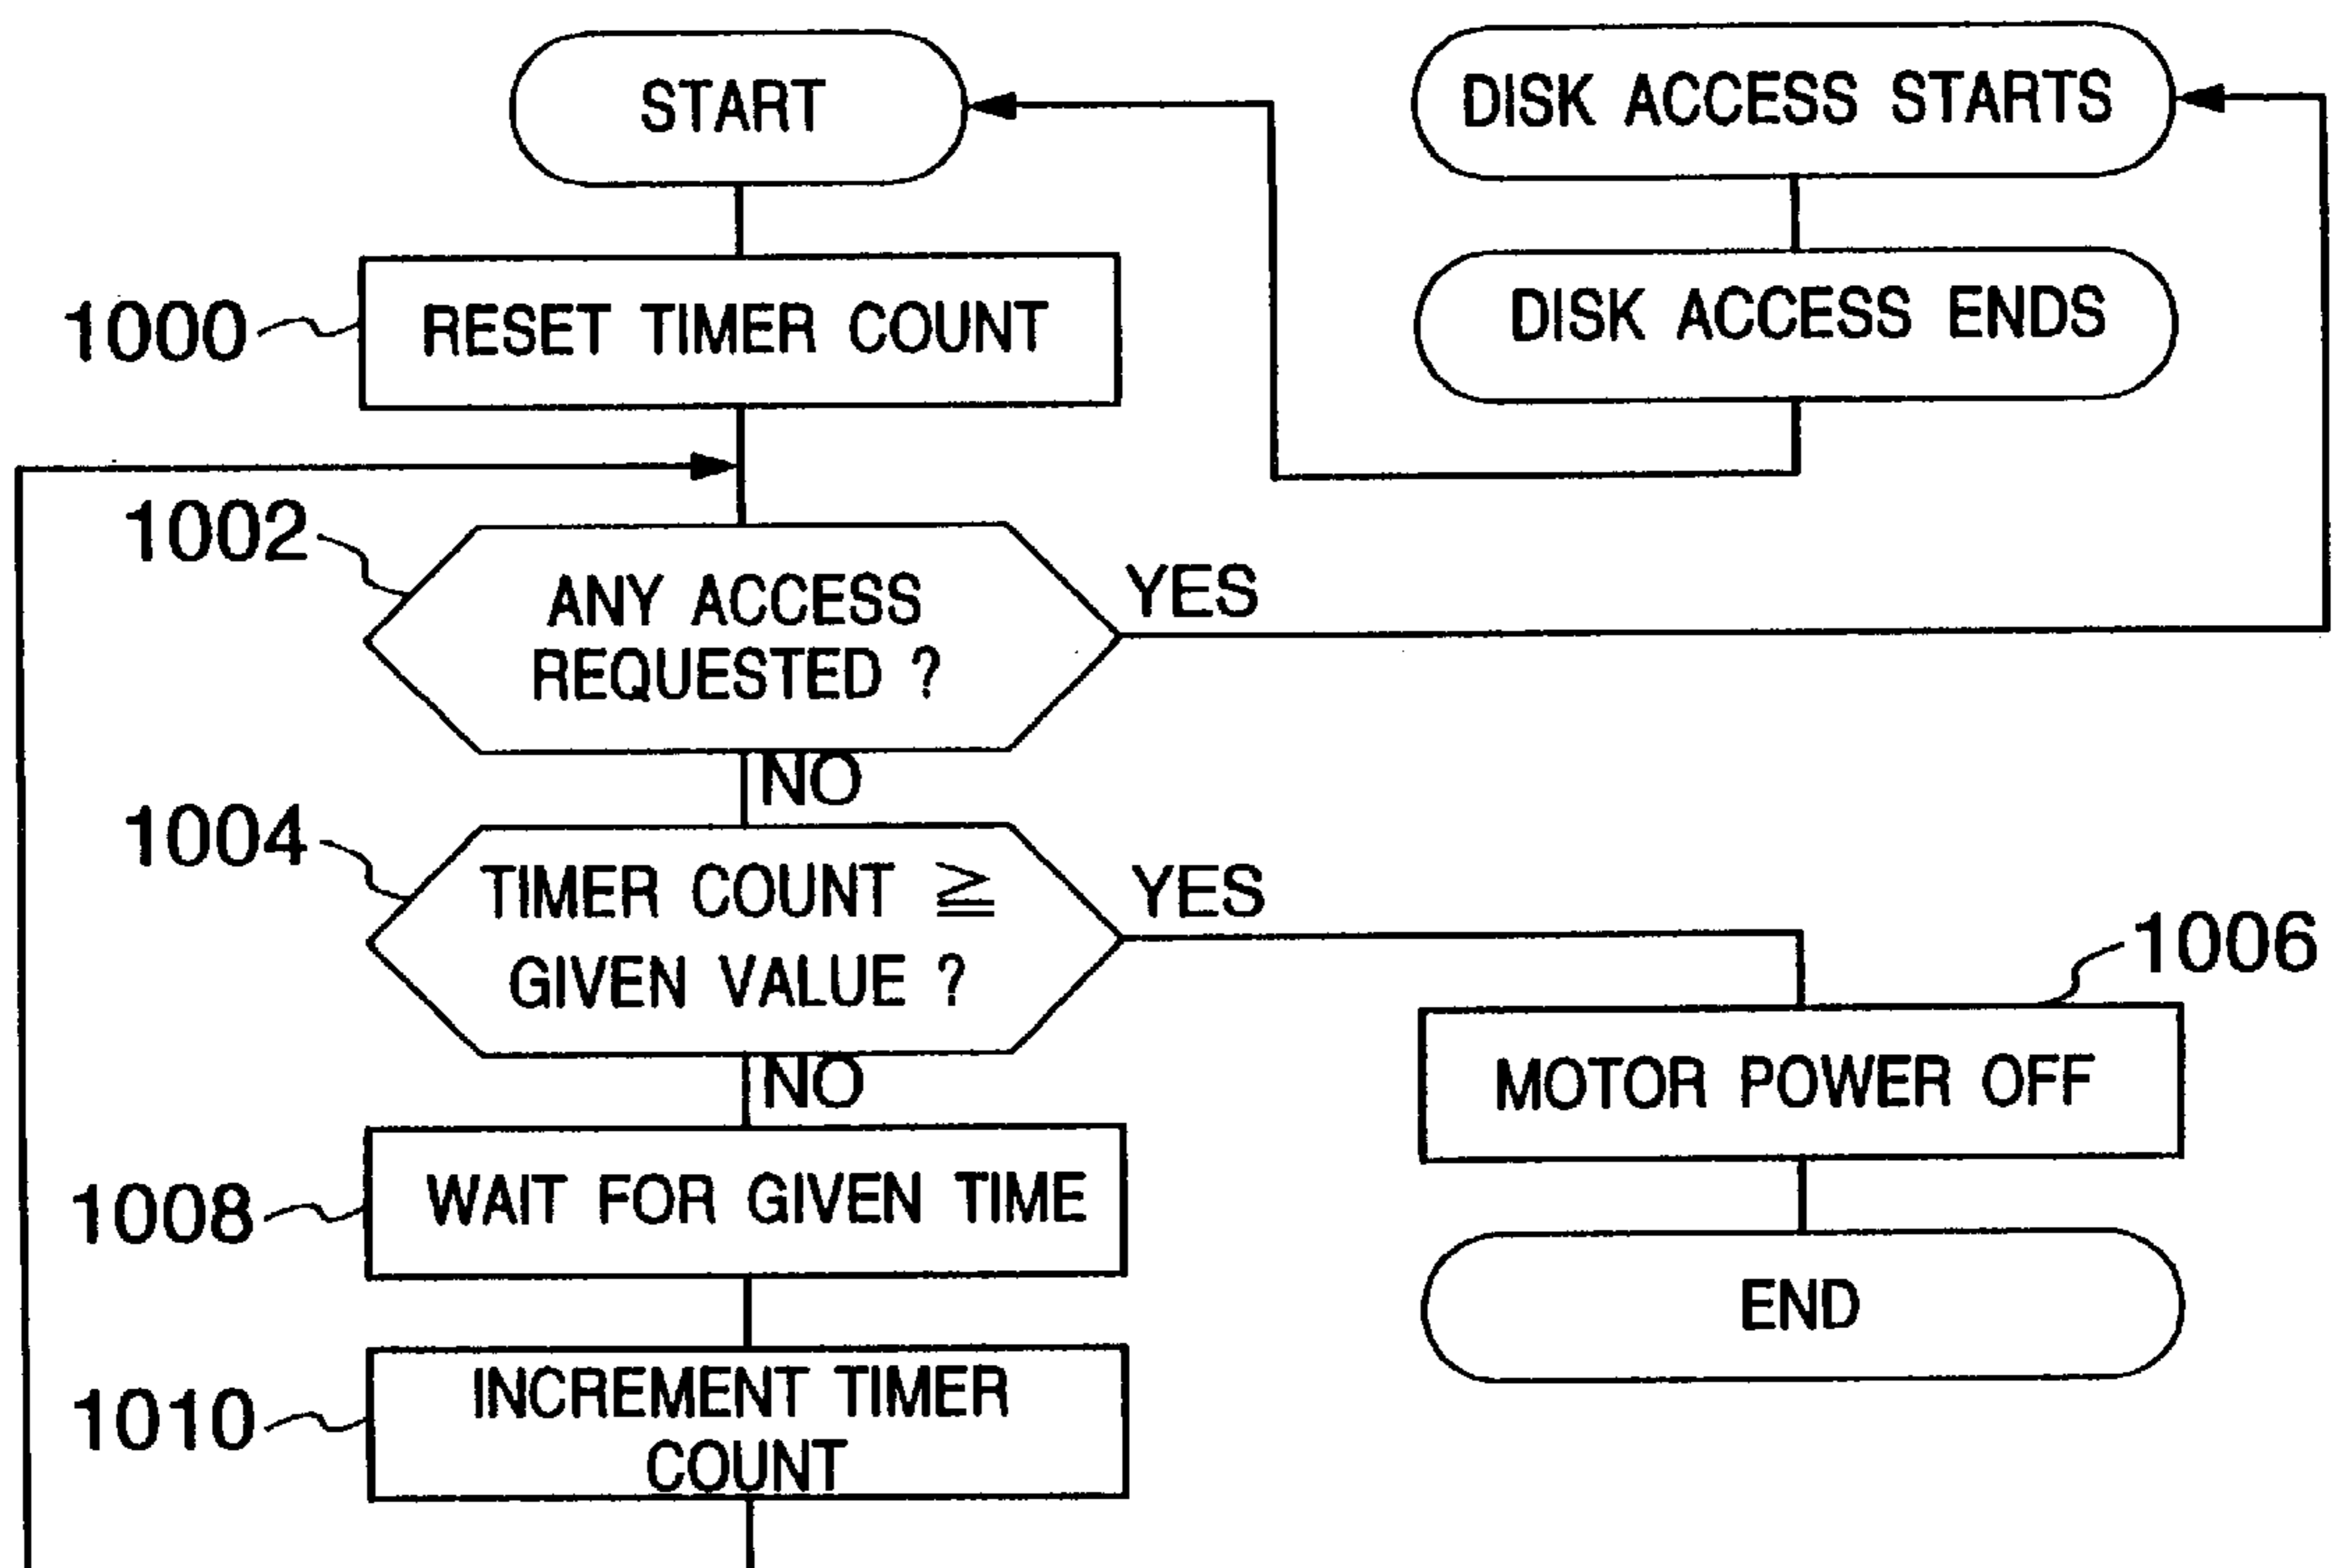 START
DISK ACCESS STARTS
1000
RESET TIMER COUNT
DISK ACCESS ENDS
1002
ANY ACCESS
REQUESTED ?
YES
NO
1004
TIMER COUNT ≧
GIVEN VALUE ?
YES
1006
MOTOR POWER OFF
NO
1008
WAIT FOR GIVEN TIME
END
1010
INCREMENT TIMER
COUNT